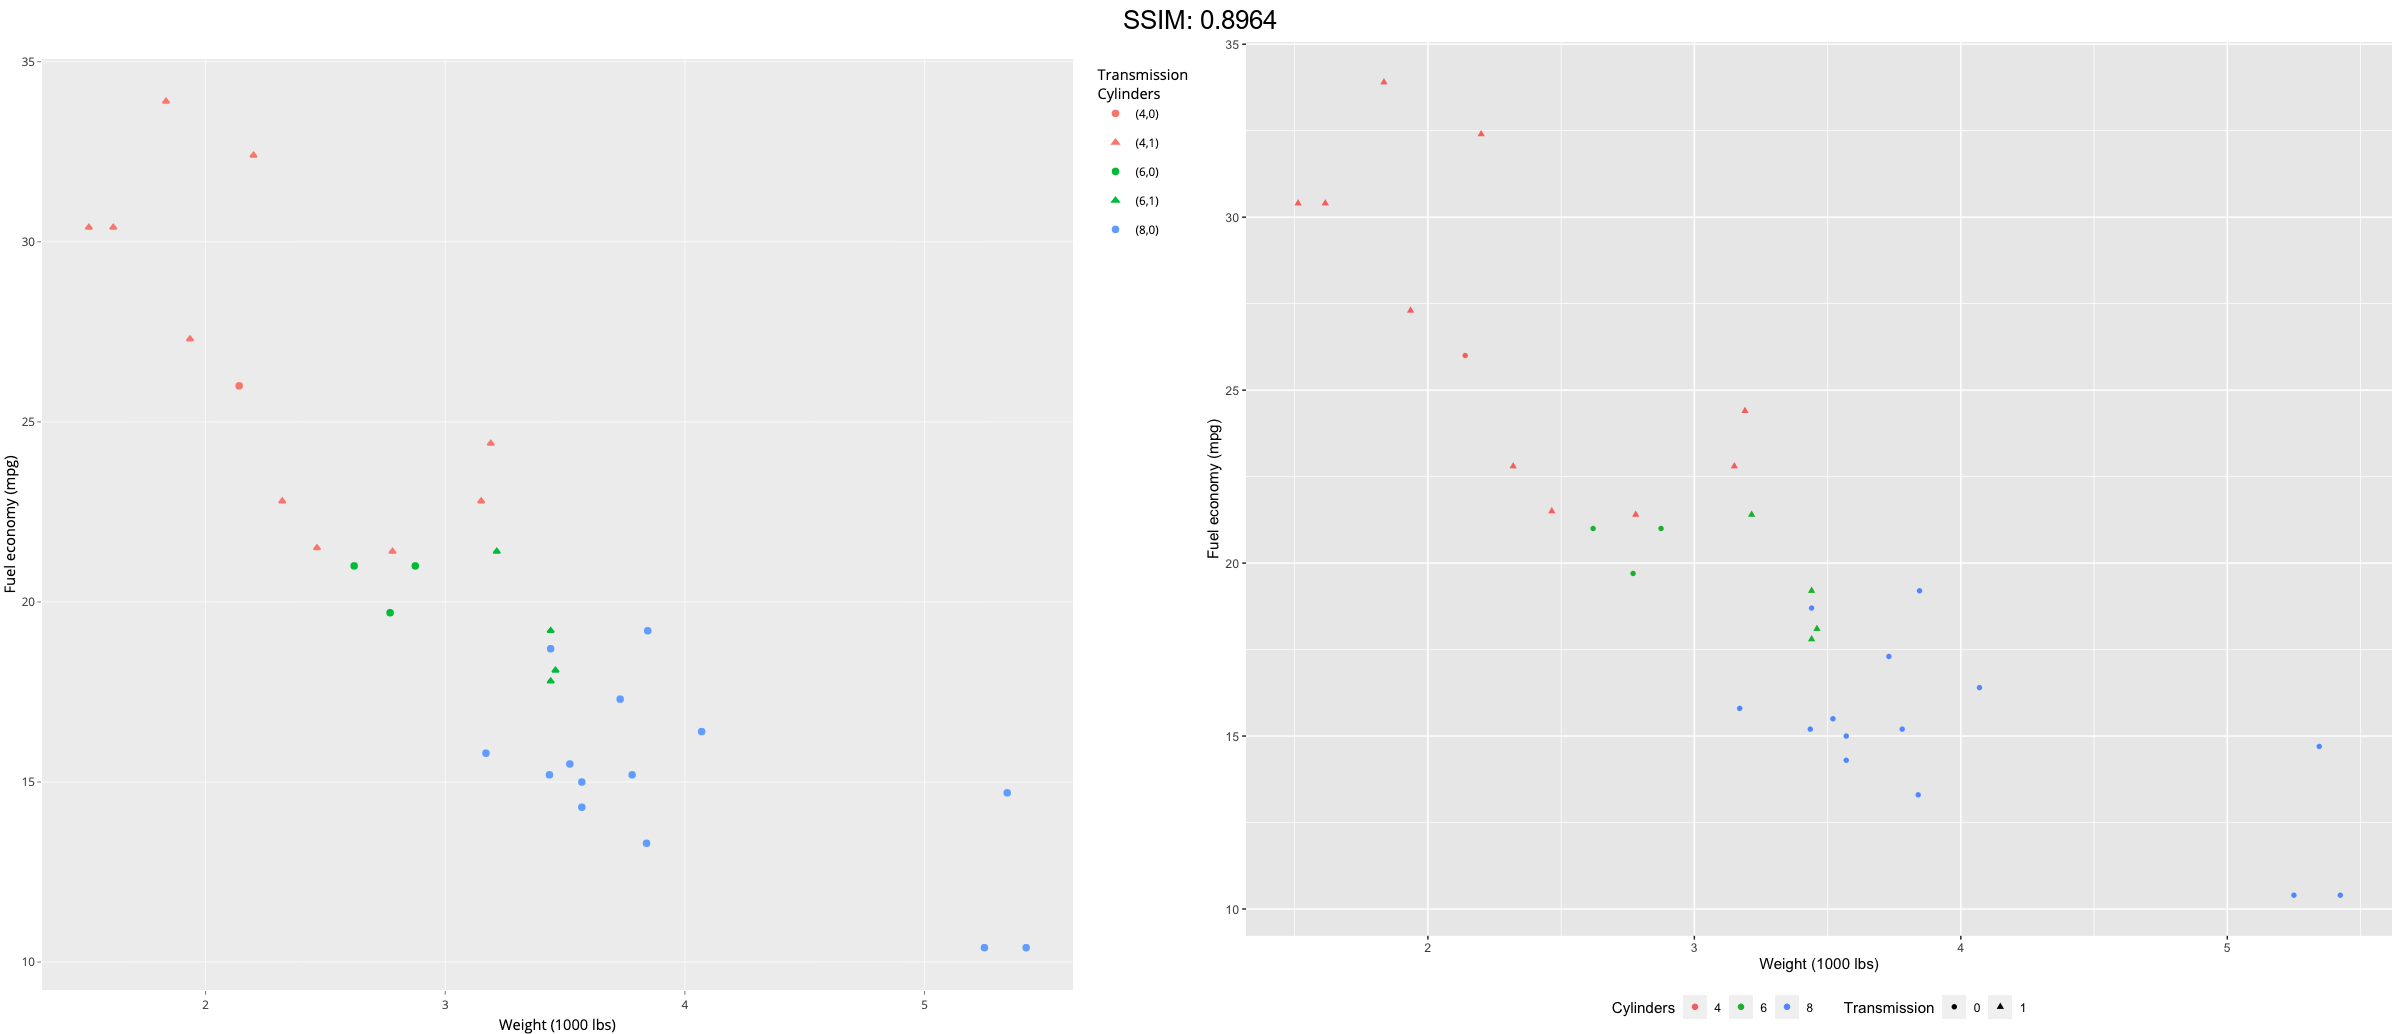 SSIM: 0.8964
35
30
25
20
15
10
Fuel economy (mpg)
2 3 4 5
Weight (1000 lbs)
Transmission
Cylinders
(4,0)
(4,1)
(6,0)
(6,1)
(8,0)
35
30
25
20
15
10
Fuel economy (mpg)
2 3 4 5
Weight (1000 lbs)
Cylinders 4 6 8 Transmission 0 1